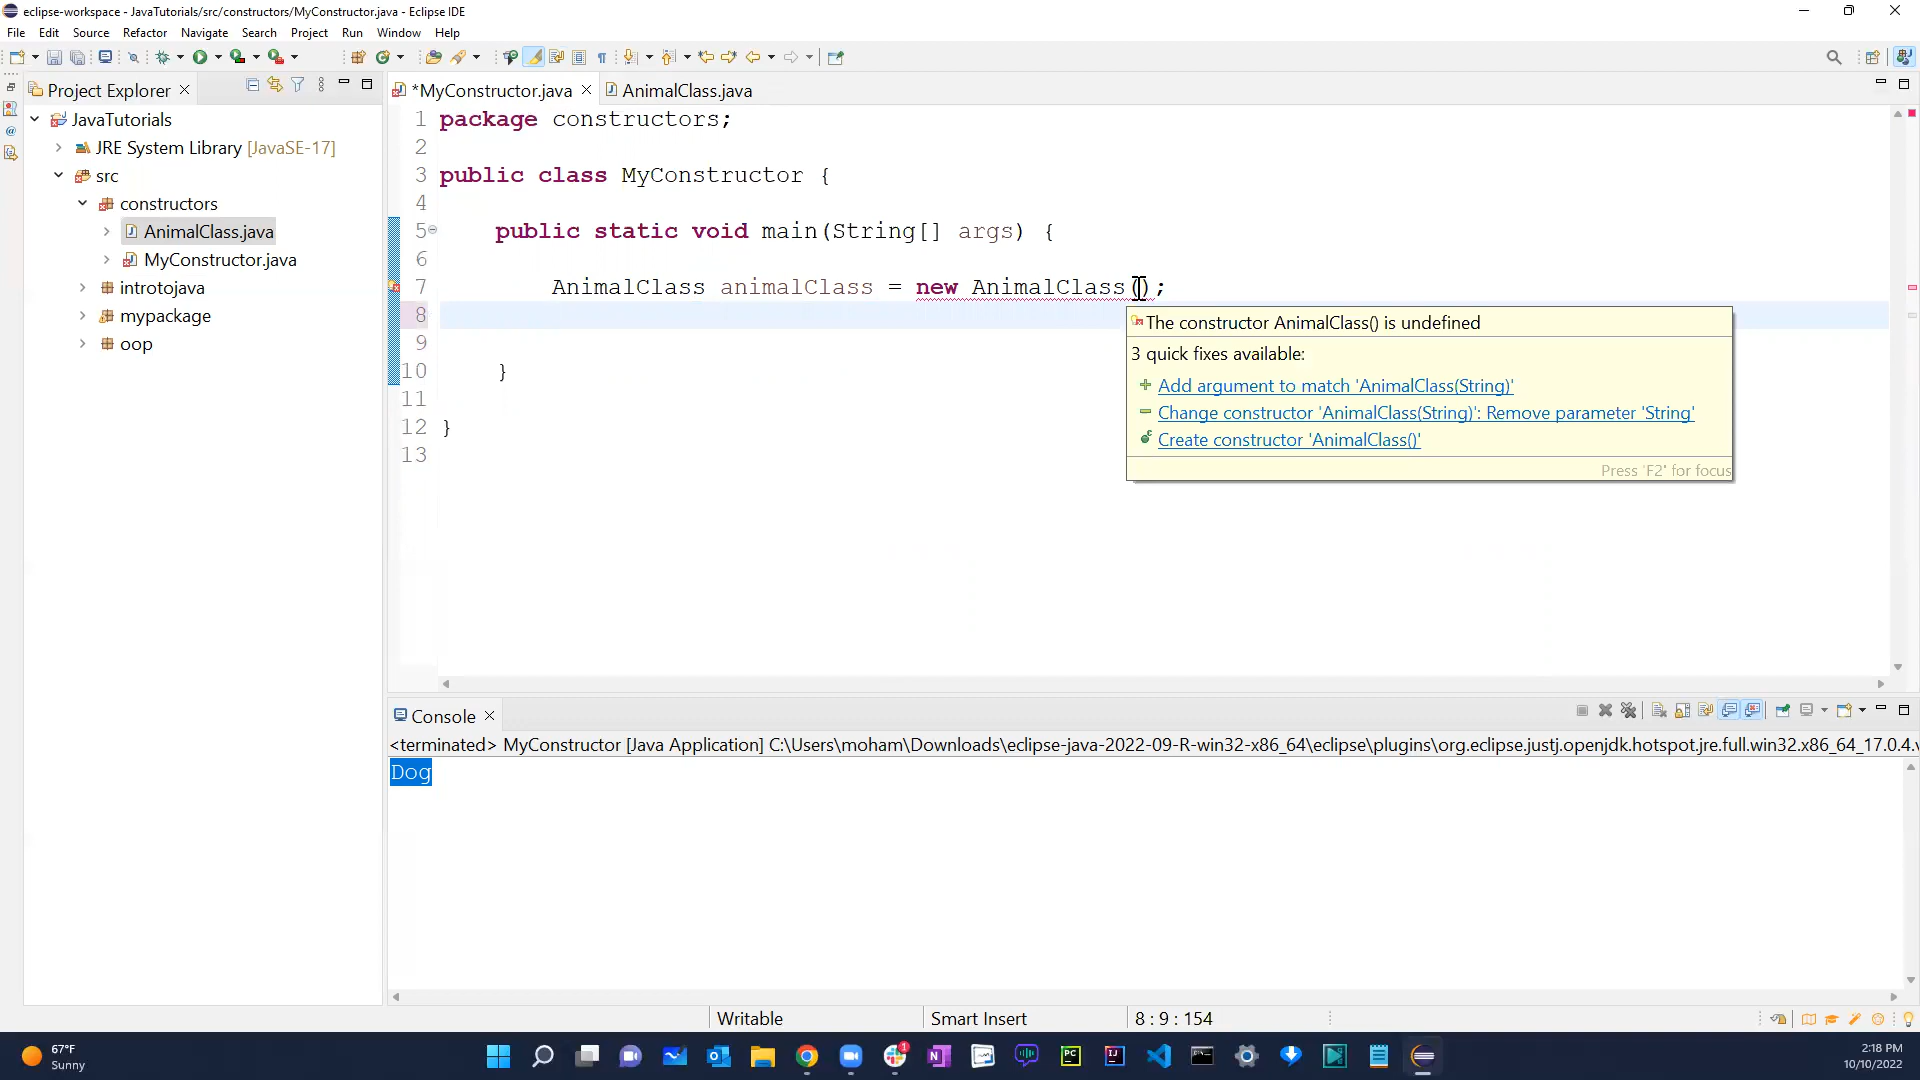 eclipse-workspace - JavaTutorials/src/constructors/MyConstructor.java - Eclipse IDE
File Edit Source Refactor Navigate Search Project Run Window Help
Project Explorer
*MyConstructor.java
AnimalClass.java
JavaTutorials
JRE System Library [JavaSE-17]
src
constructors
AnimalClass.java
MyConstructor.java
introtojava
mypackage
oop
1 package constructors;
2
3 public class MyConstructor {
4
5 public static void main(String[] args) {
6
7 AnimalClass animalClass = new AnimalClass();
8
9
10 }
11
12 }
13
The constructor AnimalClass() is undefined
3 quick fixes available:
Add argument to match 'AnimalClass(String)'
Change constructor 'AnimalClass(String)': Remove parameter 'String'
Create constructor 'AnimalClass()'
Press 'F2' for focus
Console
<terminated> MyConstructor [Java Application] C:\Users\moham\Downloads\eclipse-java-2022-09-R-win32-x86_64\eclipse\plugins\org.eclipse.justj.openjdk.hotspot.jre.full.win32.x86_64_17.0.4.v
Dog
Writable
Smart Insert
8 : 9 : 154
67°F
Sunny
1
PC
IJ
2:18 PM
10/10/2022